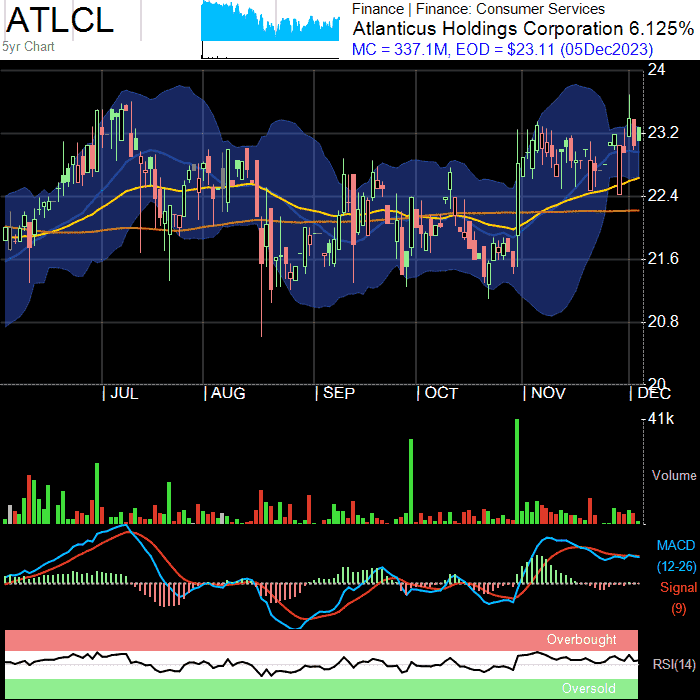 ATLCL
5yr Chart
Finance | Finance: Consumer Services
Atlanticus Holdings Corporation 6.125%
MC = 337.1M, EOD = $23.11 (05Dec2023)
24
23.2
22.4
21.6
20.8
20
| JUL | AUG | SEP | OCT | NOV | DEC
41k
Volume
MACD
(12-26)
Signal
(9)
Overbought
RSI(14)
Oversold